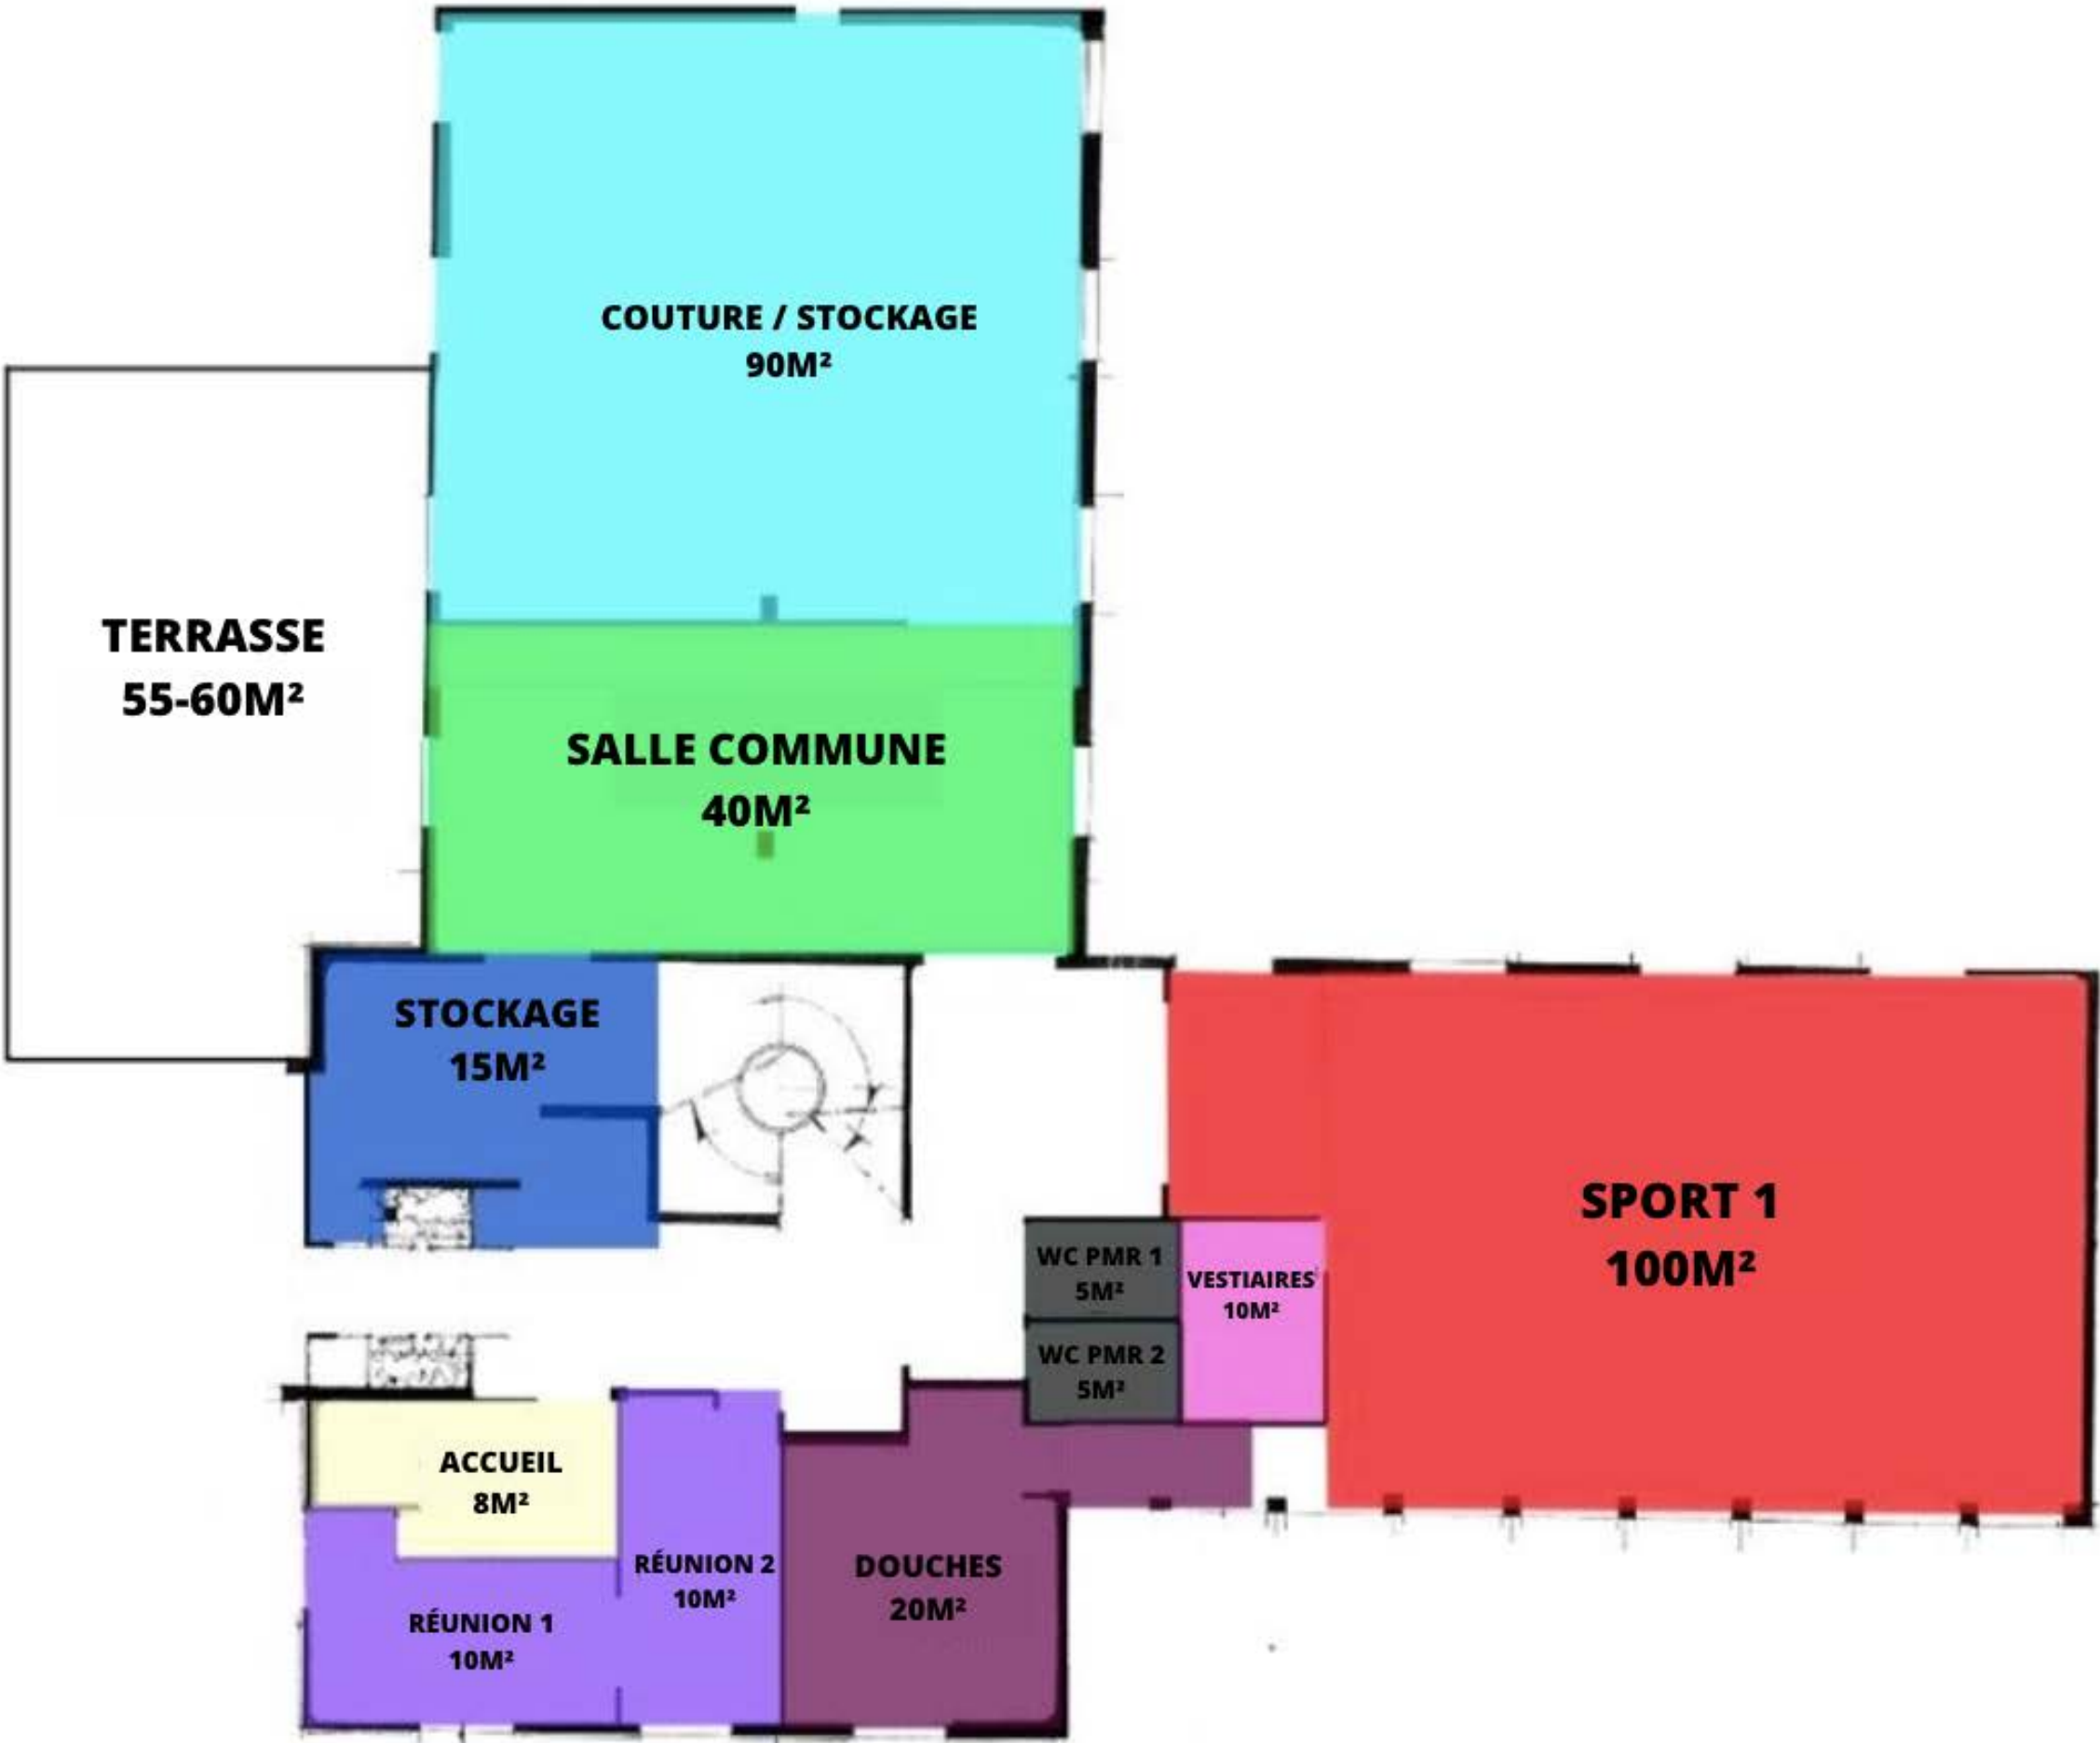 COUTURE / STOCKAGE
90M²
TERRASSE
55-60M²
SALLE COMMUNE
40M²
STOCKAGE
15M²
SPORT 1
100M²
WC PMR 1
5M²
VESTIAIRES
10M²
WC PMR 2
5M²
ACCUEIL
8M²
RÉUNION 2
10M²
DOUCHES
20M²
RÉUNION 1
10M²